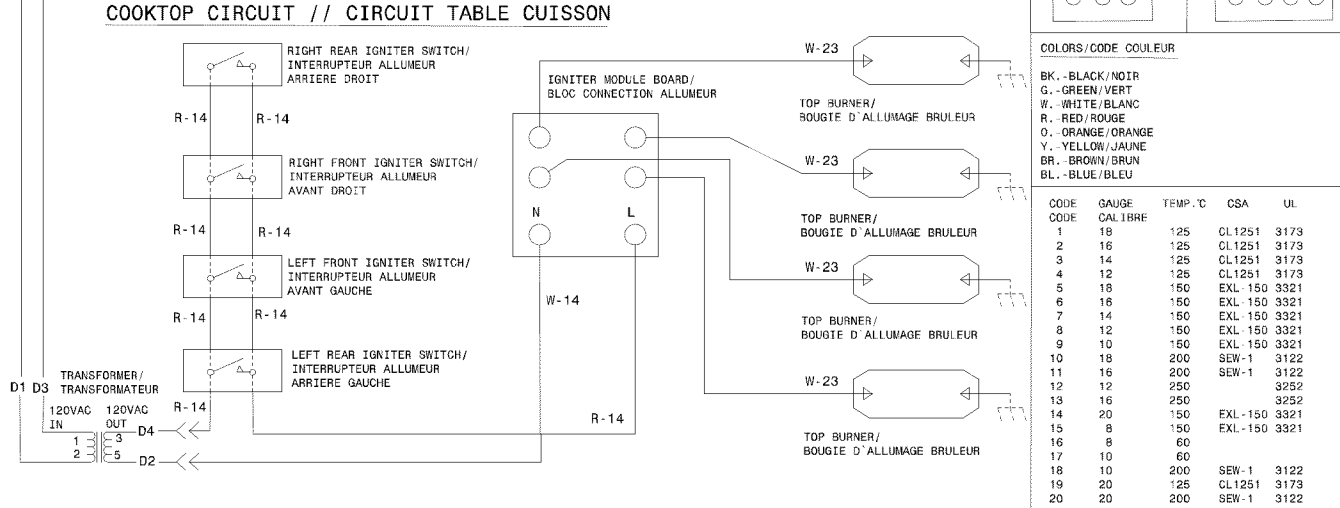 COOKTOP CIRCUIT // CIRCUIT TABLE CUISSON
RIGHT REAR IGNITER SWITCH/
INTERRUPTEUR ALLUMEUR
ARRIERE DROIT
R-14
R-14
RIGHT FRONT IGNITER SWITCH/
INTERRUPTEUR ALLUMEUR
AVANT DROIT
R-14
R-14
LEFT FRONT IGNITER SWITCH/
INTERRUPTEUR ALLUMEUR
AVANT GAUCHE
R-14
R-14
LEFT REAR IGNITER SWITCH/
INTERRUPTEUR ALLUMEUR
ARRIERE GAUCHE
R-14
D1 D3
TRANSFORMER/
TRANSFORMATEUR
120VAC 120VAC
IN OUT
1 3
2 5
D4
D2
IGNITER MODULE BOARD/
BLOC CONNECTION ALLUMEUR
N L
W-14
R-14
W-23
TOP BURNER/
BOUGIE D`ALLUMAGE BRULEUR
W-23
TOP BURNER/
BOUGIE D`ALLUMAGE BRULEUR
W-23
TOP BURNER/
BOUGIE D`ALLUMAGE BRULEUR
W-23
TOP BURNER/
BOUGIE D`ALLUMAGE BRULEUR
COLORS/CODE COULEUR
BK.-BLACK/NOIR
G.-GREEN/VERT
W.-WHITE/BLANC
R.-RED/ROUGE
O.-ORANGE/ORANGE
Y.-YELLOW/JAUNE
BR.-BROWN/BRUN
BL.-BLUE/BLEU
CODE GAUGE TEMP.°C CSA UL
CODE CALIBRE
1 18 125 CL1251 3173
2 16 125 CL1251 3173
3 14 125 CL1251 3173
4 12 125 CL1251 3173
5 18 150 EXL-150 3321
6 16 150 EXL-150 3321
7 14 150 EXL-150 3321
8 12 150 EXL-150 3321
9 10 150 EXL-150 3321
10 18 200 SEW-1 3122
11 16 200 SEW-1 3122
12 12 250 3252
13 16 250 3252
14 20 150 EXL-150 3321
15 8 150 EXL-150 3321
16 8 60
17 10 60
18 10 200 SEW-1 3122
19 20 125 CL1251 3173
20 20 200 SEW-1 3122